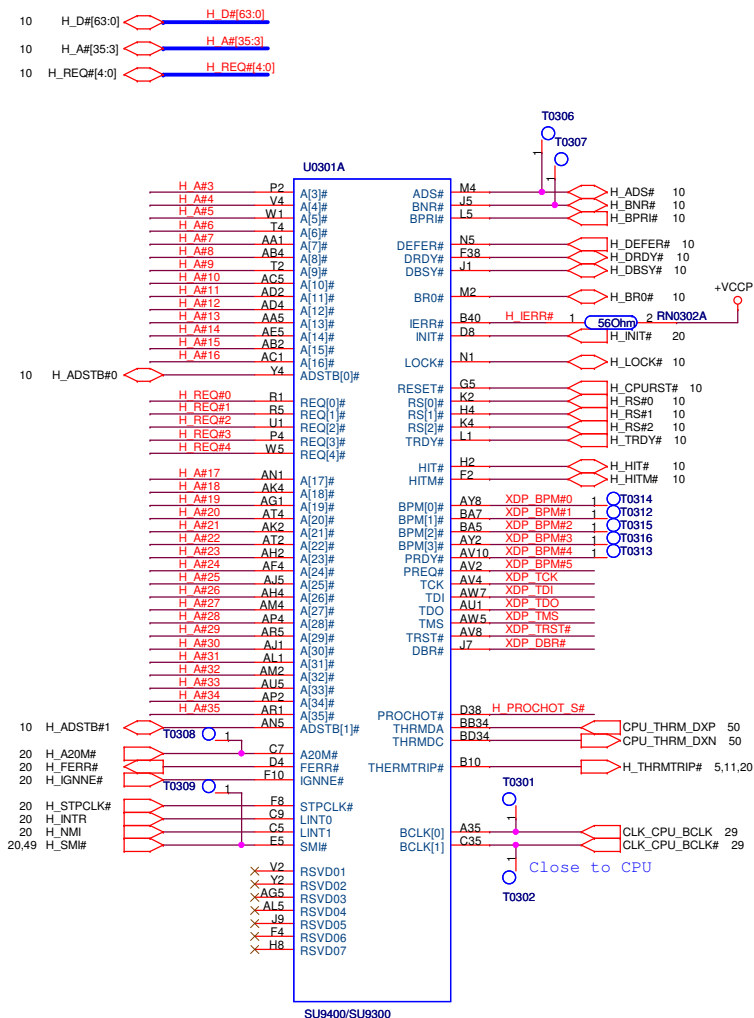 10 H_D#[63:0] H_D#[63:0]
10 H_A#[35:3] H_A#[35:3]
10 H_REQ#[4:0] H_REQ#[4:0]
T0306
1
T0307
1
U0301A
H_A#3 P2 A[3]# ADS# M4 H_ADS# 10
H_A#4 V4 A[4]# BNR# J5 H_BNR# 10
H_A#5 W1 A[5]# BPRI# L5 H_BPRI# 10
H_A#6 T4 A[6]#
H_A#7 AA1 A[7]# DEFER# N5 H_DEFER# 10
H_A#8 AB4 A[8]# DRDY# F38 H_DRDY# 10
H_A#9 T2 A[9]# DBSY# J1 H_DBSY# 10
H_A#10 AC5 A[10]#
H_A#11 AD2 A[11]# BR0# M2 H_BR0# 10
+VCCP
H_A#12 AD4 A[12]#
H_A#13 AA5 A[13]# IERR# B40 H_IERR# 1 56Ohm 2 RN0302A
H_A#14 AE5 A[14]# INIT# D8 H_INIT# 20
H_A#15 AB2 A[15]#
H_A#16 AC1 A[16]# LOCK# N1 H_LOCK# 10
10 H_ADSTB#0 Y4 ADSTB[0]#
RESET# G5 H_CPURST# 10
H_REQ#0 R1 REQ[0]# RS[0]# K2 H_RS#0 10
H_REQ#1 R5 REQ[1]# RS[1]# H4 H_RS#1 10
H_REQ#2 U1 REQ[2]# RS[2]# K4 H_RS#2 10
H_REQ#3 P4 REQ[3]# TRDY# L1 H_TRDY# 10
H_REQ#4 W5 REQ[4]#
HIT# H2 H_HIT# 10
H_A#17 AN1 A[17]# HITM# F2 H_HITM# 10
H_A#18 AK4 A[18]#
H_A#19 AG1 A[19]# BPM[0]# AY8 XDP_BPM#0 1 T0314
H_A#20 AT4 A[20]# BPM[1]# BA7 XDP_BPM#1 1 T0312
H_A#21 AK2 A[21]# BPM[2]# BA5 XDP_BPM#2 1 T0315
H_A#22 AT2 A[22]# BPM[3]# AY2 XDP_BPM#3 1 T0316
H_A#23 AH2 A[23]# PRDY# AV10 XDP_BPM#4 1 T0313
H_A#24 AF4 A[24]# PREQ# AV2 XDP_BPM#5
H_A#25 AJ5 A[25]# TCK AV4 XDP_TCK
H_A#26 AH4 A[26]# TDI AW7 XDP_TDI
H_A#27 AM4 A[27]# TDO AU1 XDP_TDO
H_A#28 AP4 A[28]# TMS AW5 XDP_TMS
H_A#29 AR5 A[29]# TRST# AV8 XDP_TRST#
H_A#30 AJ1 A[30]# DBR# J7 XDP_DBR#
H_A#31 AL1 A[31]#
H_A#32 AM2 A[32]#
H_A#33 AU5 A[33]#
H_A#34 AP2 A[34]#
H_A#35 AR1 A[35]# PROCHOT# D38 H_PROCHOT_S#
10 H_ADSTB#1 AN5 ADSTB[1]# THRMDA BB34 CPU_THRM_DXP 50
T0308 1 THRMDC BD34 CPU_THRM_DXN 50
20 H_A20M# C7 A20M#
20 H_FERR# D4 FERR# THERMTRIP# B10 H_THRMTRIP# 5,11,20
20 H_IGNNE# F10 IGNNE#
T0309 1 T0301
20 H_STPCLK# F8 STPCLK# 1
20 H_INTR C9 LINT0
20 H_NMI C5 LINT1 BCLK[0] A35 CLK_CPU_BCLK 29
20,49 H_SMI# E5 SMI# BCLK[1] C35 CLK_CPU_BCLK# 29
1 Close to CPU
T0302
V2 RSVD01
Y2 RSVD02
AG5 RSVD03
AL5 RSVD04
J9 RSVD05
F4 RSVD06
H8 RSVD07
SU9400/SU9300